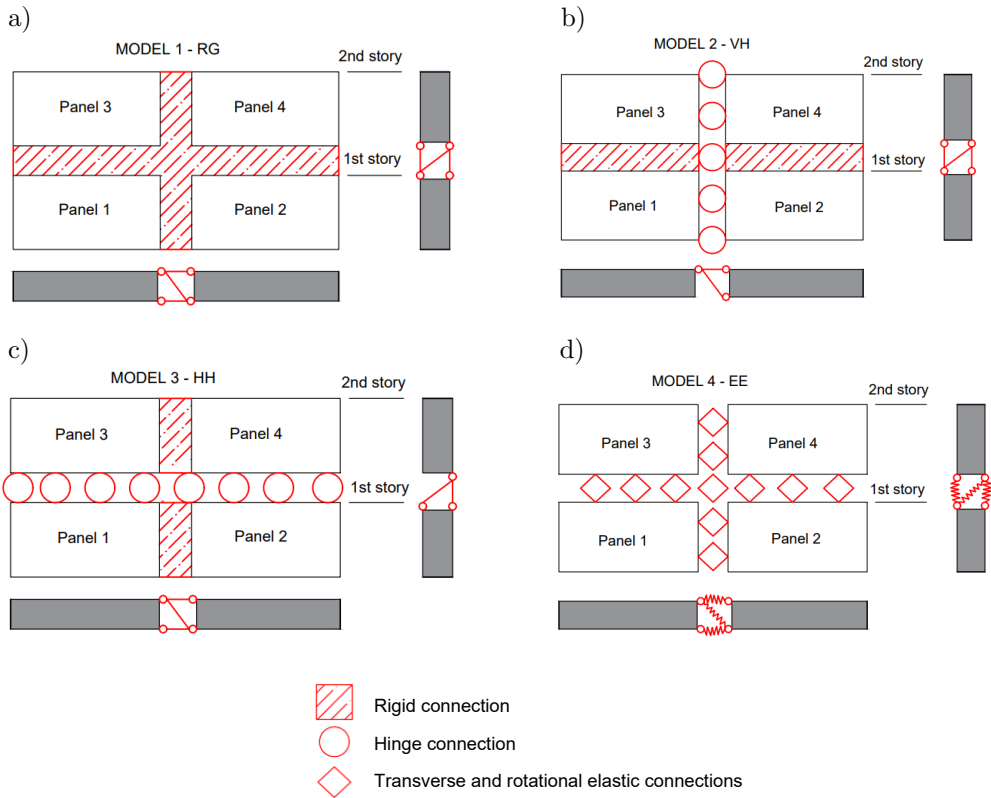 a)
MODEL 1 - RG
2nd story
Panel 3
Panel 4
1st story
Panel 1
Panel 2
b)
MODEL 2 - VH
2nd story
Panel 3
Panel 4
1st story
Panel 1
Panel 2
c)
MODEL 3 - HH
2nd story
Panel 3
Panel 4
1st story
Panel 1
Panel 2
d)
MODEL 4 - EE
2nd story
Panel 3
Panel 4
1st story
Panel 1
Panel 2
Rigid connection
Hinge connection
Transverse and rotational elastic connections